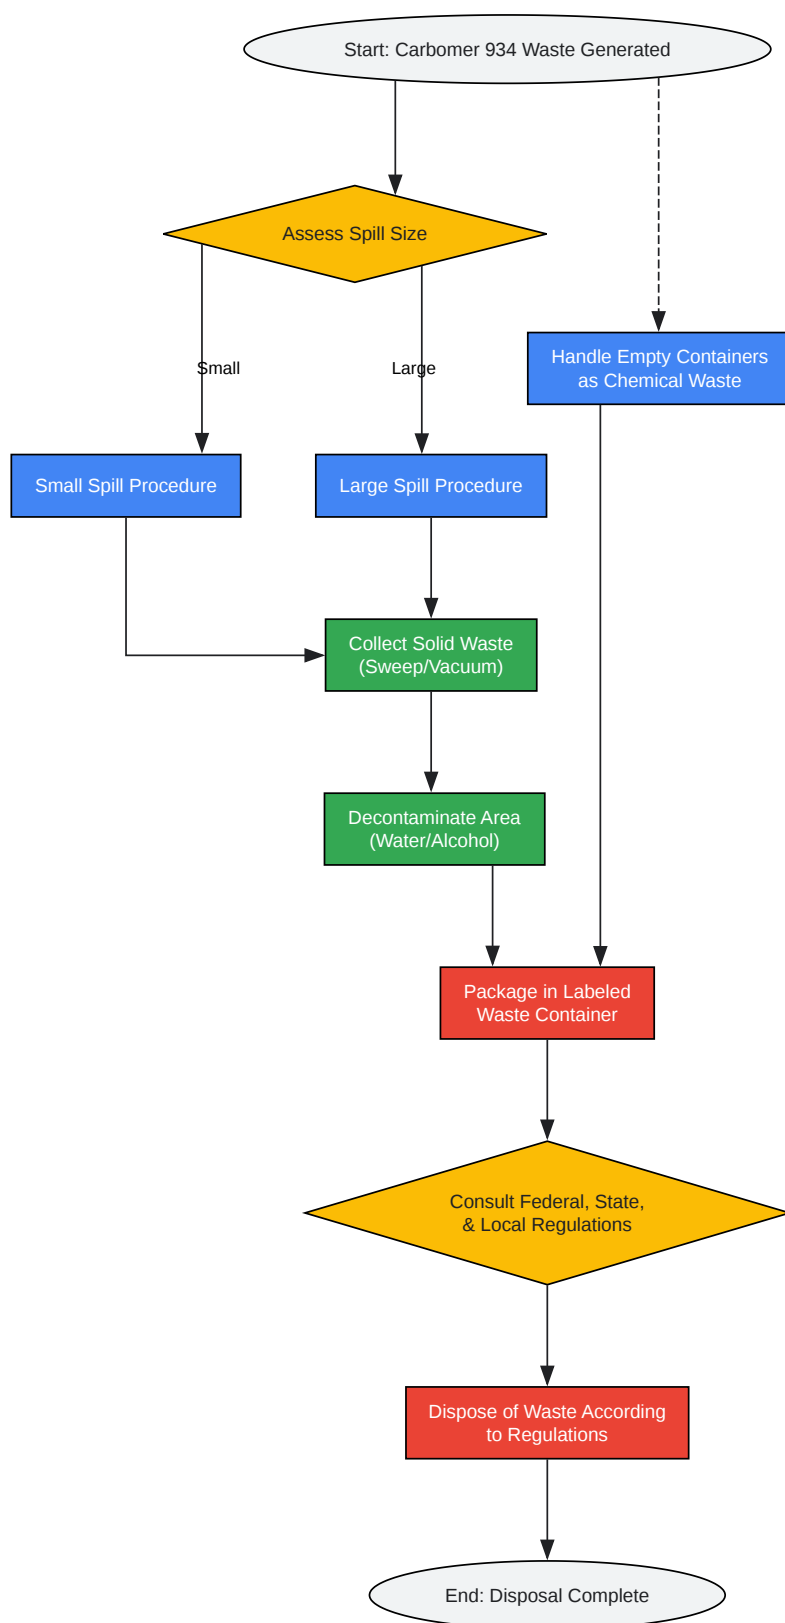 Start: Carbomer 934 Waste Generated
Assess Spill Size
Handle Empty Containers
as Chemical Waste
Small
Large
Small Spill Procedure
Large Spill Procedure
Collect Solid Waste
(Sweep/Vacuum)
Decontaminate Area
(Water/Alcohol)
Package in Labeled
Waste Container
Consult Federal, State,
& Local Regulations
Dispose of Waste According
to Regulations
End: Disposal Complete